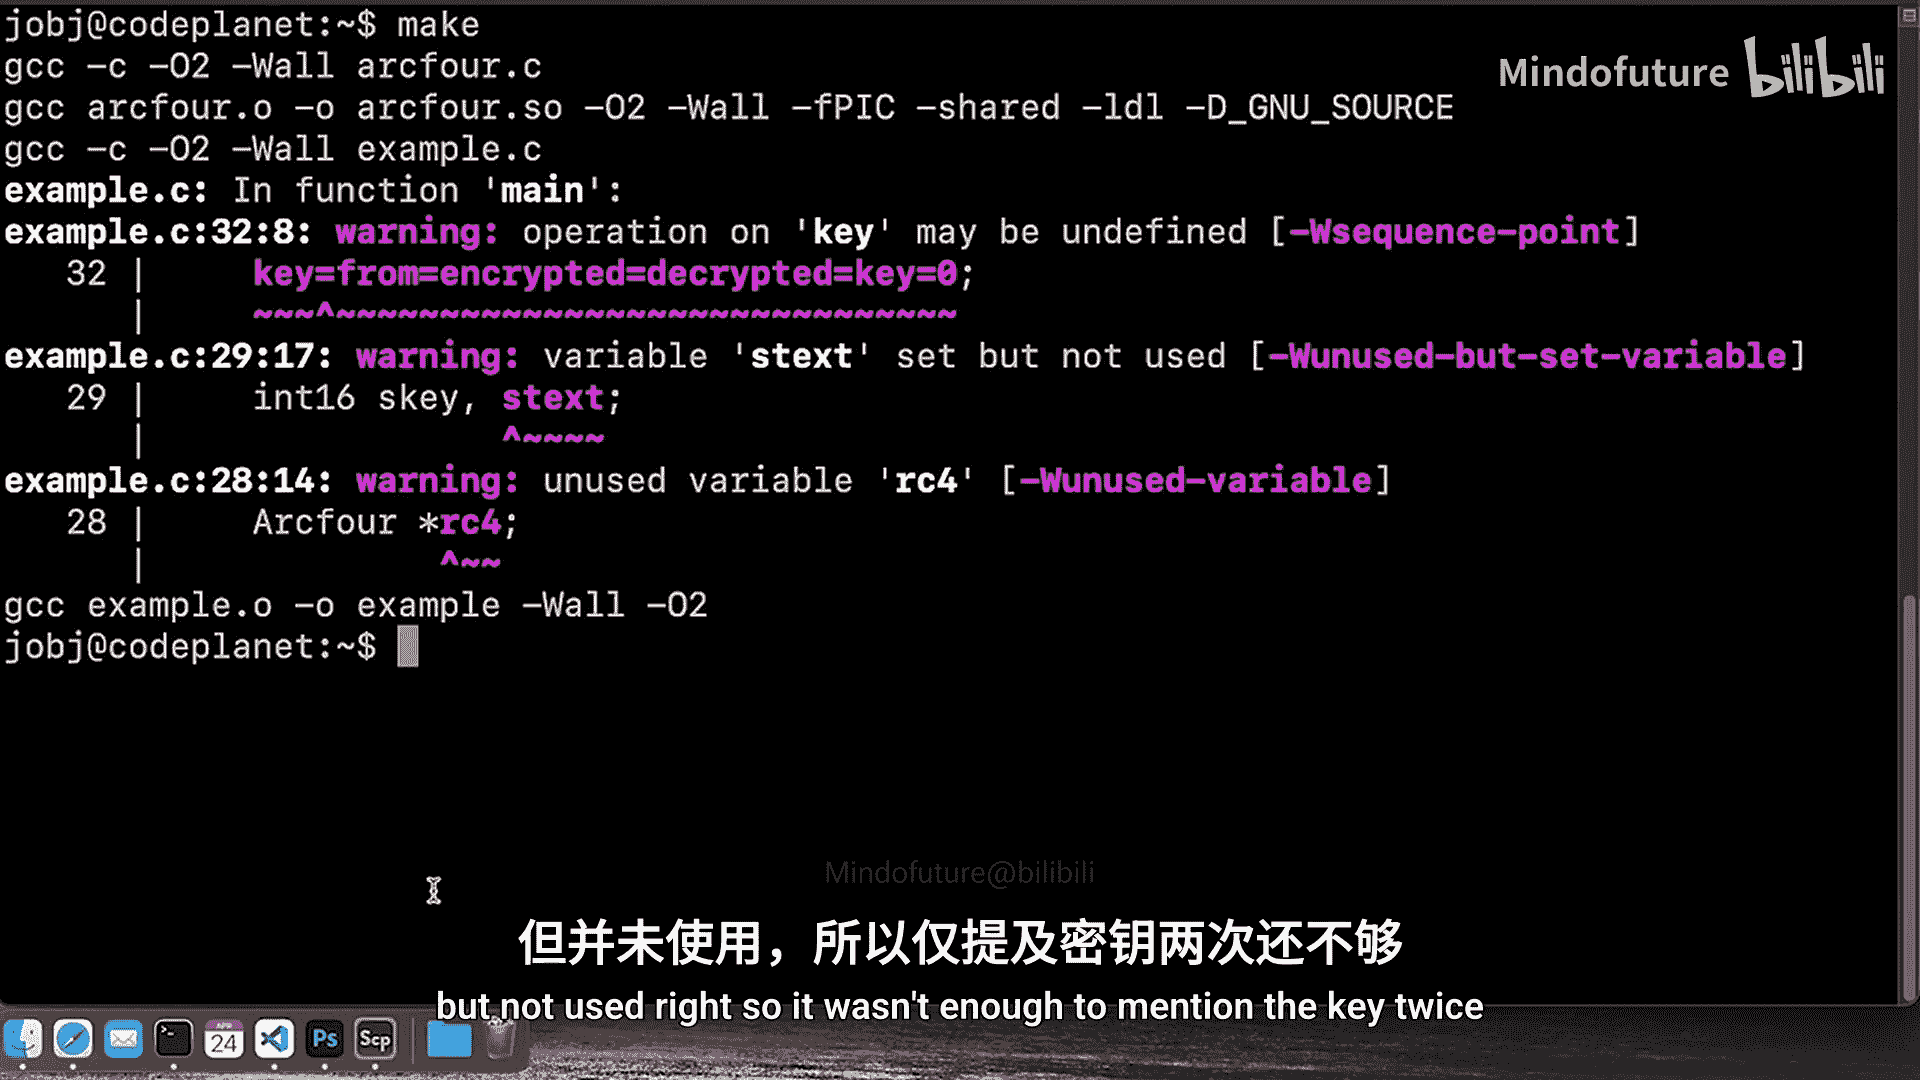 jobj@codeplanet:~$ make
gcc -c -O2 -Wall arcfour.c
gcc arcfour.o -o arcfour.so -O2 -Wall -fPIC -shared -ldl -D_GNU_SOURCE
gcc -c -O2 -Wall example.c
example.c: In function 'main':
example.c:32:8: warning: operation on 'key' may be undefined [-Wsequence-point]
32 | key=from=encrypted=decrypted=key=0;
| ~~~^~~~~~~~~~~~~~~~~~~~~~~~~~~~~~~
example.c:29:17: warning: variable 'stext' set but not used [-Wunused-but-set-variable]
29 | int16 skey, stext;
| ^~~~~
example.c:28:14: warning: unused variable 'rc4' [-Wunused-variable]
28 | Arcfour *rc4;
| ^~~
gcc example.o -o example -Wall -O2
jobj@codeplanet:~$
Mindofuture bilibili
Mindofuture@bilibili
但并未使用，所以仅提及密钥两次还不够
but not used right so it wasn't enough to mention the key twice
APR
24
Ps
Scp